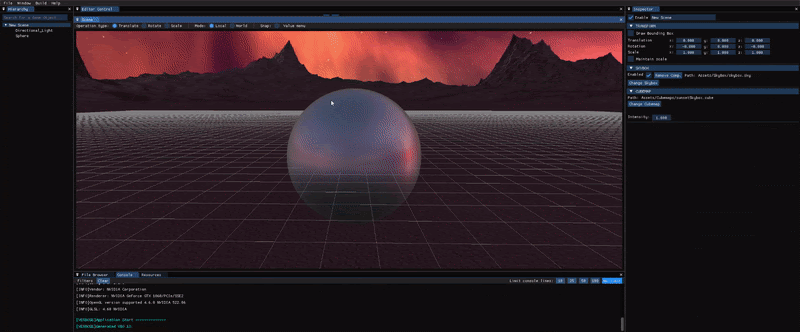 File Window Build Help
Hierarchy
Search for a Game Object...
New Scene
Directional_Light
Sphere
Editor Control
Operation type: Translate Rotate Scale Mode: Local World Snap: Value menu
Scene
File Browser Console Resources
Filters Clear Limit console lines: 10 25 50 100
[INFO]Vendor: NVIDIA Corporation
[INFO]Renderer: NVIDIA GeForce GTX 1060/PCIe/SSE2
[INFO]OpenGL version supported 4.6.0 NVIDIA
[INFO]GLSL: 4.60 NVIDIA
[VERBOSE]Application Start --------------
[VERBOSE]Generated VBO
Inspector
Enable New Scene
TRANSFORM
Draw Bounding Box
Translation x: 0.000 y: 0.000 z: 0.000
Rotation x: -0.000 y: 0.000 z: -0.000
Scale x: 1.000 y: 1.000 z: 1.000
Maintain Scale
SKYBOX
Enabled Remove Comp. Path: Assets/Skybox/Skybox.png
Change Skybox
CUBEMAP
Path: Assets/Cubemaps/sunsetSkybox.cube
Change Cubemap
Intensity: 1.000